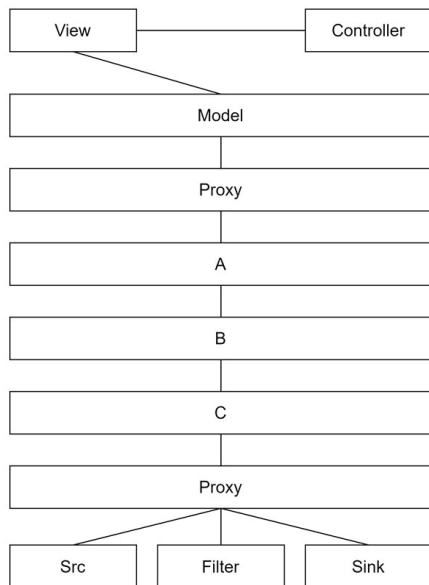 View Controller
Model
Proxy
A
B
C
Proxy
Src Filter Sink